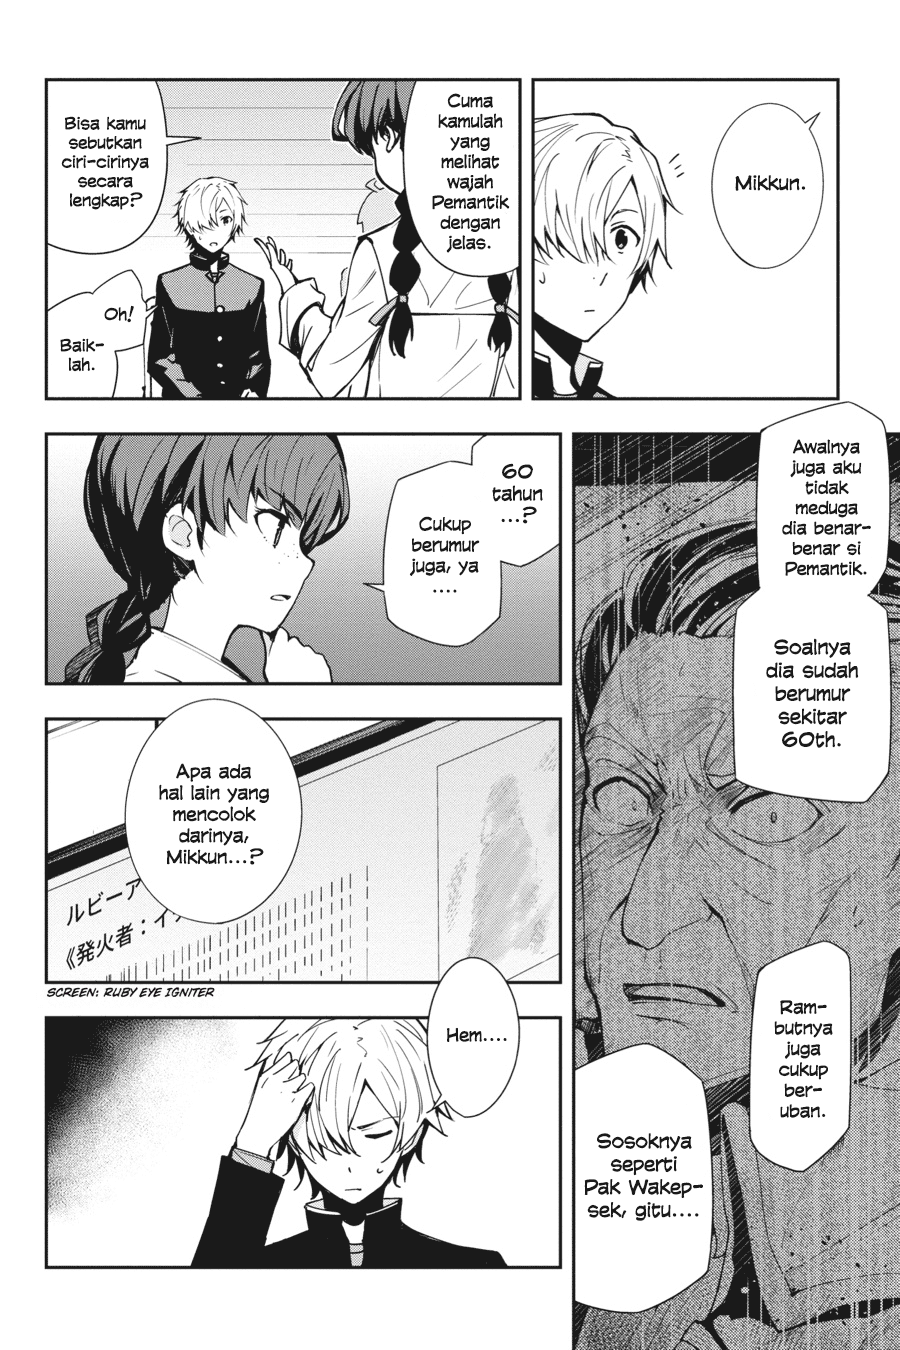 Mikkun.
Cuma
kamulah
yang
melihat
wajah
Pemantik
dengan
jelas.
Bisa kamu
sebutkan
ciri-cirinya
secara
lengkap?
Oh!
Baik-
lah.
Awalnya
juga aku
tidak
meduga
dia benar-
benar si
Pemantik.
Soalnya
dia sudah
berumur
sekitar
60th.
Ram-
butnya
juga
cukup
ber-
uban.
Sosoknya
seperti
Pak Wakep-
sek, gitu....
60
tahun
...?
Cukup
berumur
juga, ya
....
Apa ada
hal lain yang
mencolok
darinya,
Mikkun...?
ルビーア
《発火者：イ
SCREEN: RUBY EYE IGNITER
Hem....